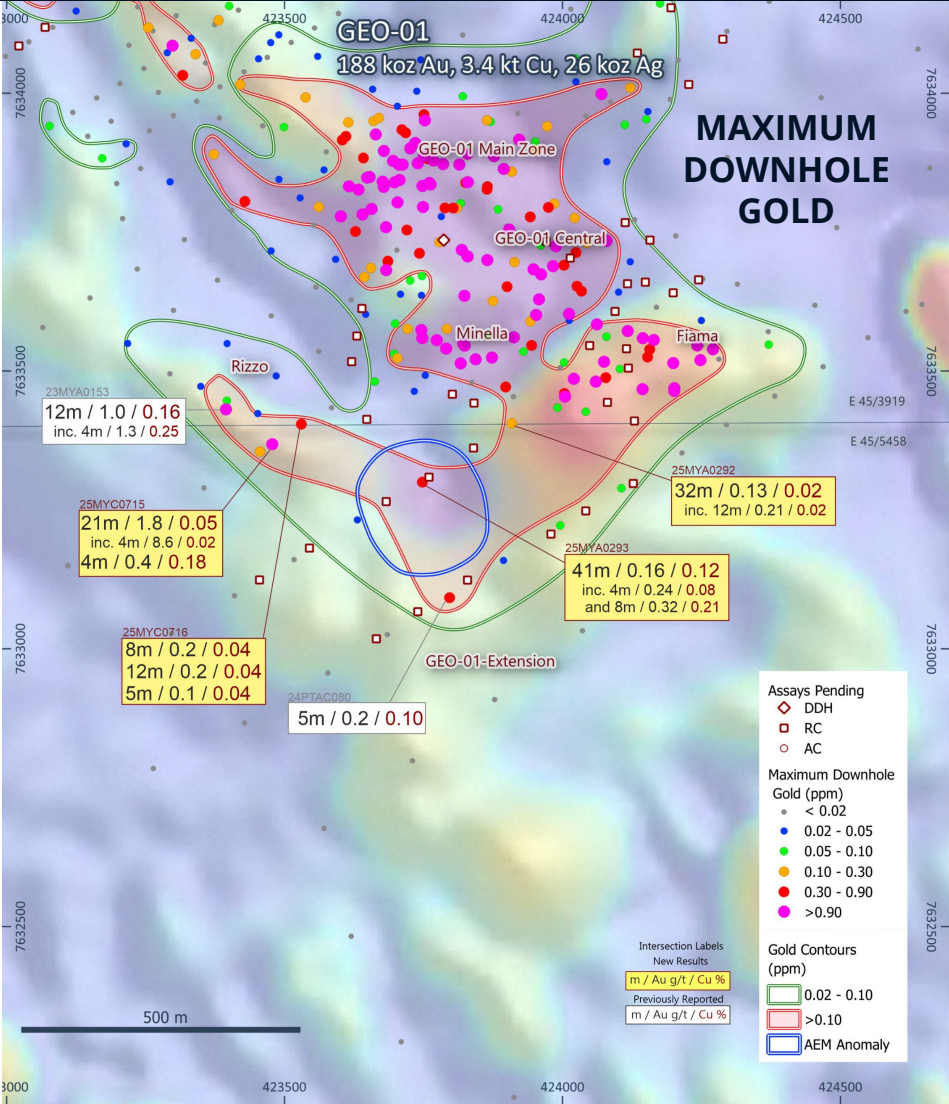 3000
423500
424000
424500
GEO-01
188 koz Au, 3.4 kt Cu, 26 koz Ag
7634000
7634000
MAXIMUM
DOWNHOLE
GOLD
GEO-01 Main Zone
GEO-01 Central
Minella
Fiama
Rizzo
7633500
7633500
23MYA0153
12m / 1.0 / 0.16
inc. 4m / 1.3 / 0.25
E 45/3919
E 45/5458
25MYA0292
32m / 0.13 / 0.02
inc. 12m / 0.21 / 0.02
25MYC0715
21m / 1.8 / 0.05
inc. 4m / 8.6 / 0.02
4m / 0.4 / 0.18
25MYA0293
41m / 0.16 / 0.12
inc. 4m / 0.24 / 0.08
and 8m / 0.32 / 0.21
25MYC0716
8m / 0.2 / 0.04
12m / 0.2 / 0.04
5m / 0.1 / 0.04
7633000
7633000
GEO-01-Extension
24PTAC080
5m / 0.2 / 0.10
Assays Pending
DDH
RC
AC
Maximum Downhole
Gold (ppm)
< 0.02
0.02 - 0.05
0.05 - 0.10
0.10 - 0.30
0.30 - 0.90
>0.90
7632500
7632500
Intersection Labels
New Results
m / Au g/t / Cu %
Previously Reported
m / Au g/t / Cu %
Gold Contours
(ppm)
0.02 - 0.10
>0.10
AEM Anomaly
500 m
3000
423500
424000
424500